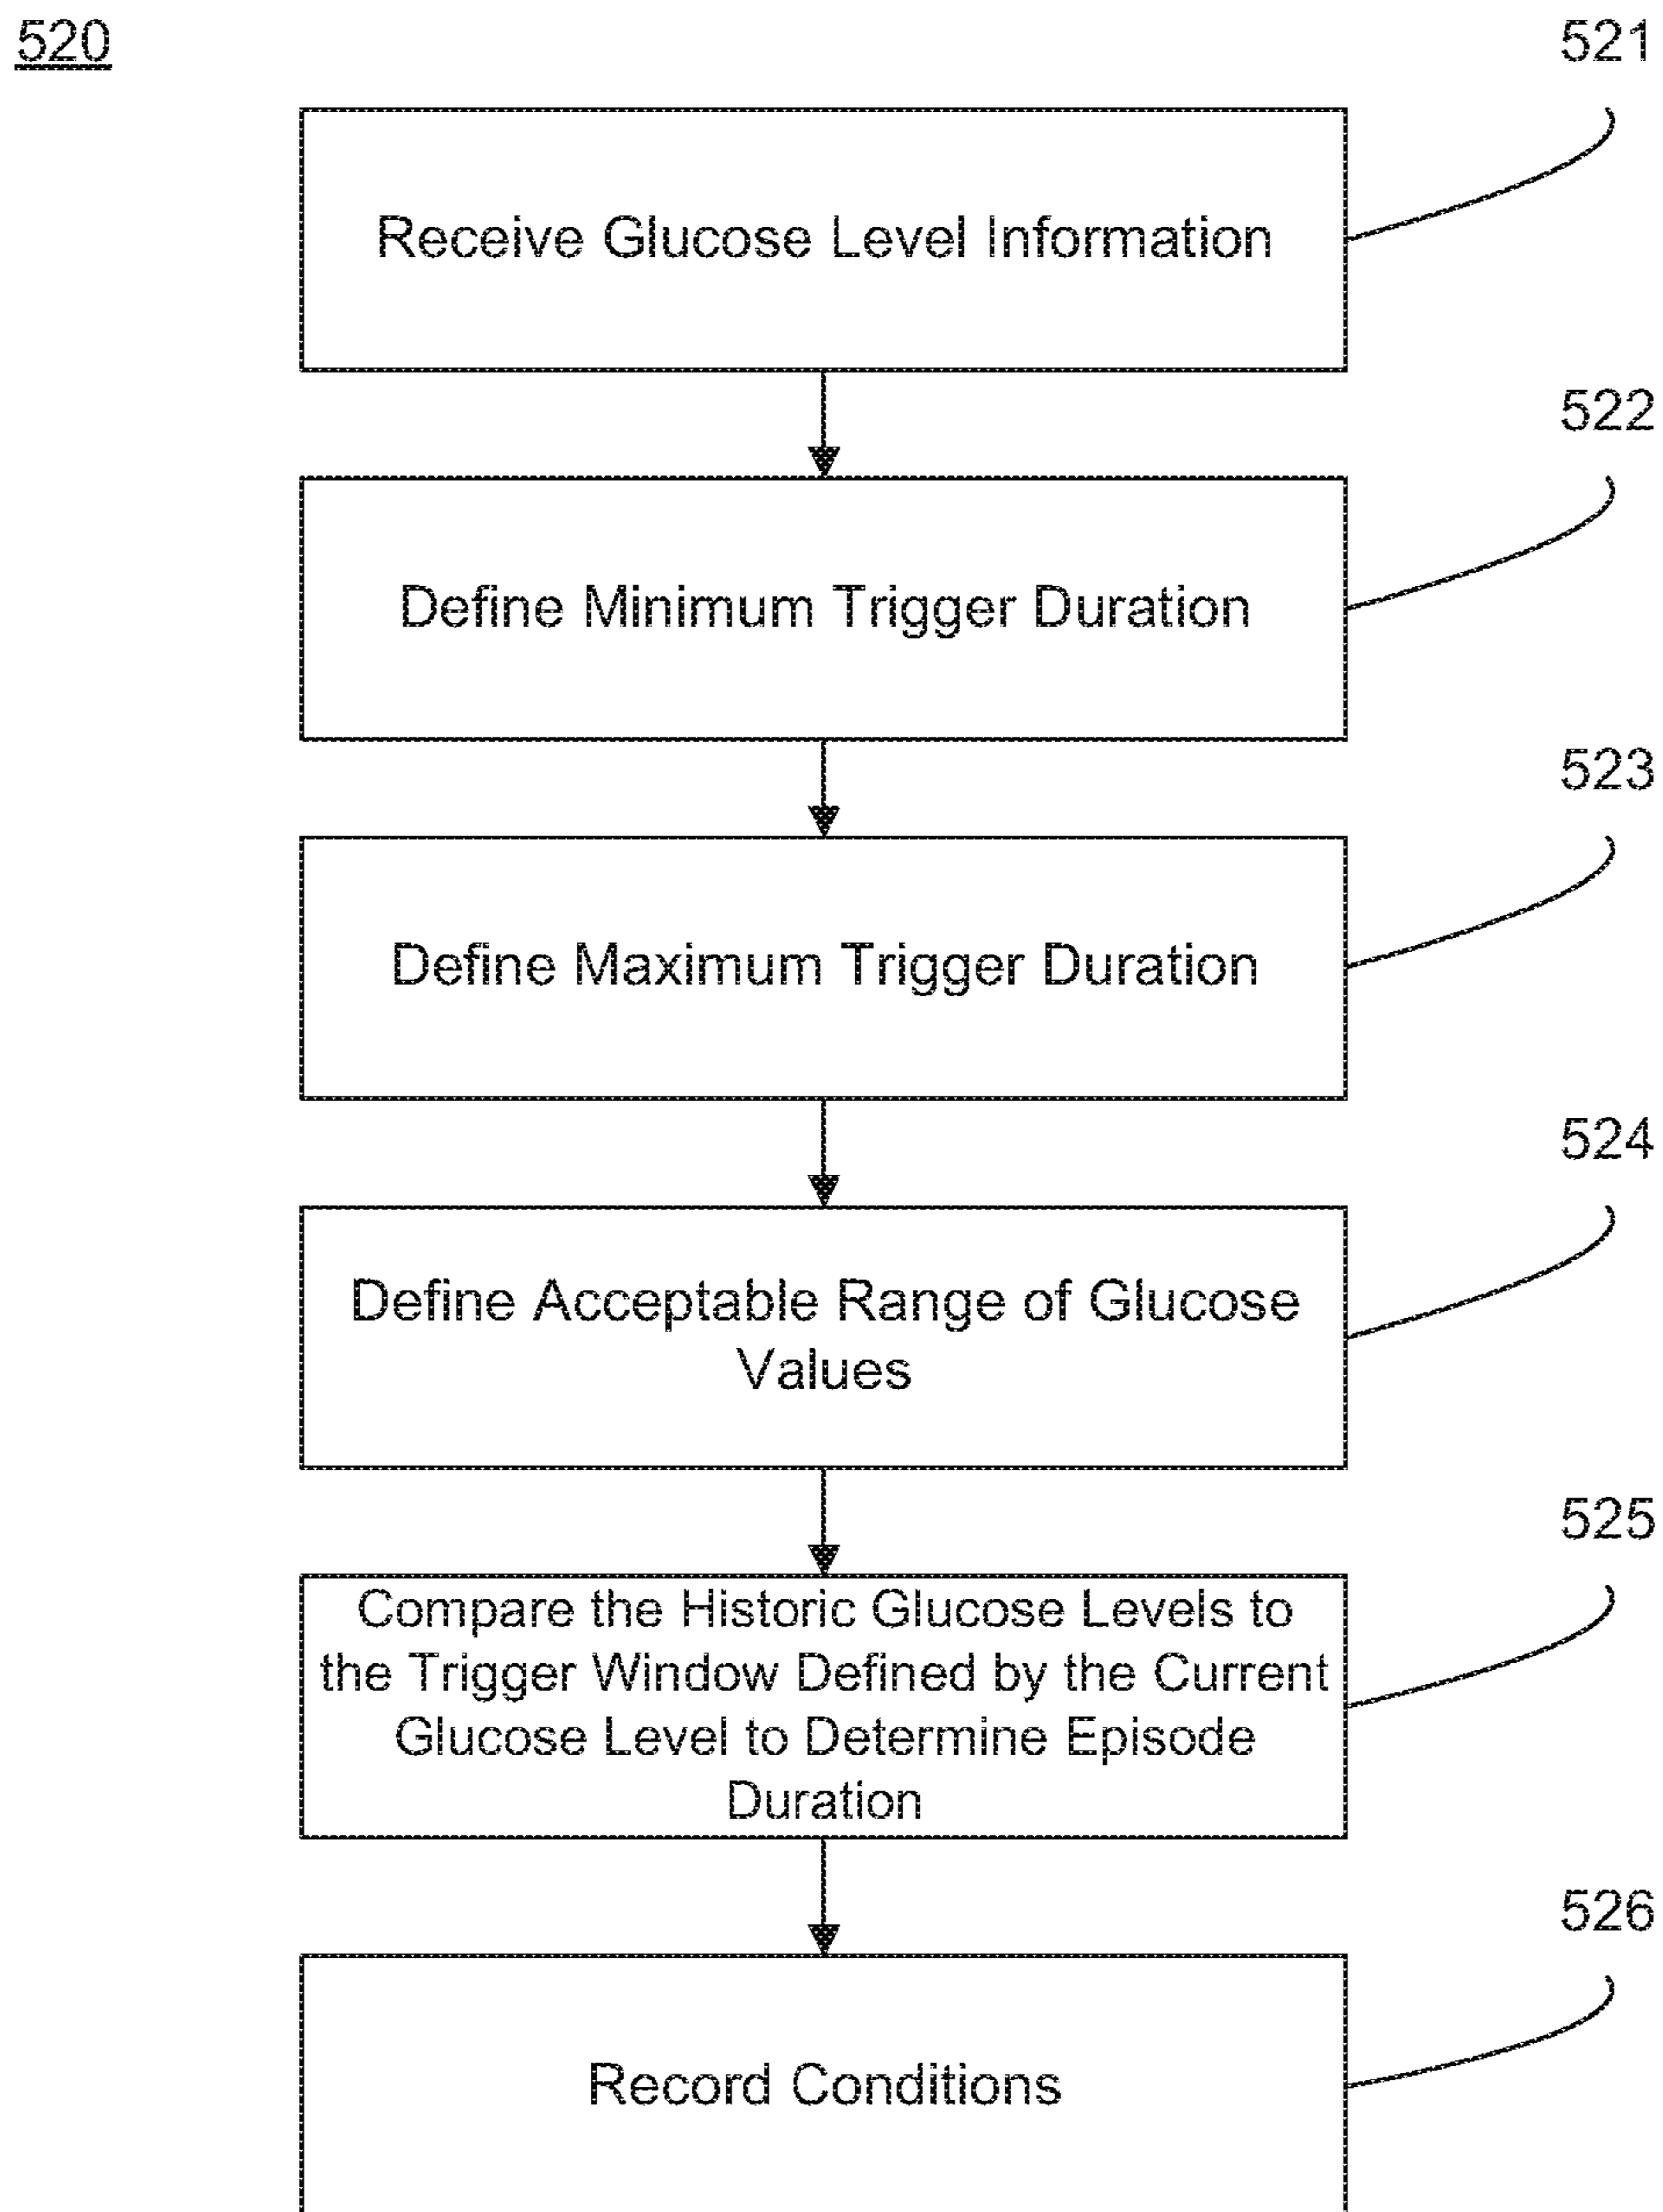 520
521
Receive Glucose Level Information
522
Define Minimum Trigger Duration
523
Define Maximum Trigger Duration
524
Define Acceptable Range of Glucose
Values
525
Compare the Historic Glucose Levels to
the Trigger Window Defined by the Current
Glucose Level to Determine Episode
Duration
526
Record Conditions